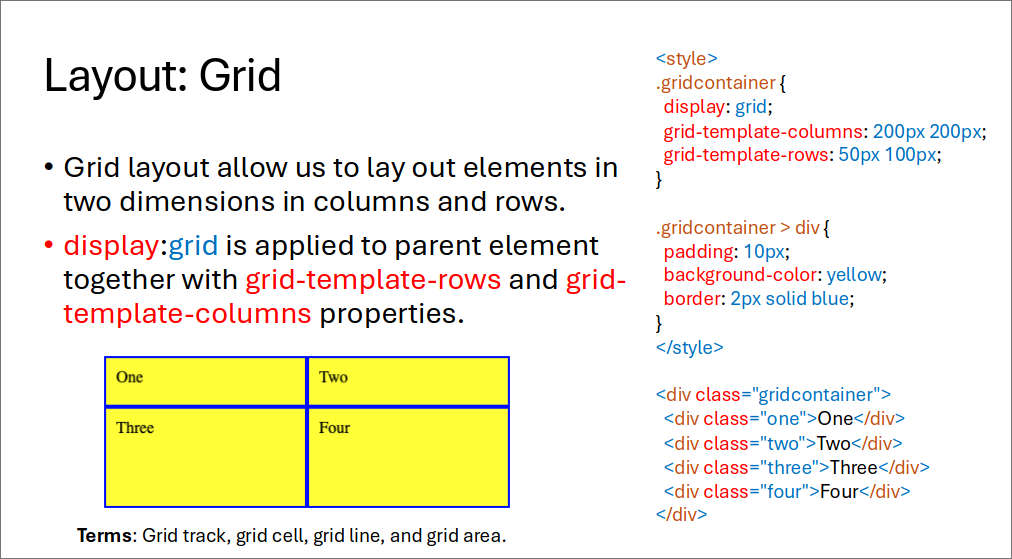 Layout: Grid
• Grid layout allow us to lay out elements in
two dimensions in columns and rows.
• display:grid is applied to parent element
together with grid-template-rows and grid-
template-columns properties.
One
Two
Three
Four
Terms: Grid track, grid cell, grid line, and grid area.
<style>
.gridcontainer {
display: grid;
grid-template-columns: 200px 200px;
grid-template-rows: 50px 100px;
}
.gridcontainer > div {
padding: 10px;
background-color: yellow;
border: 2px solid blue;
}
</style>
<div class="gridcontainer">
<div class="one">One</div>
<div class="two">Two</div>
<div class="three">Three</div>
<div class="four">Four</div>
</div>